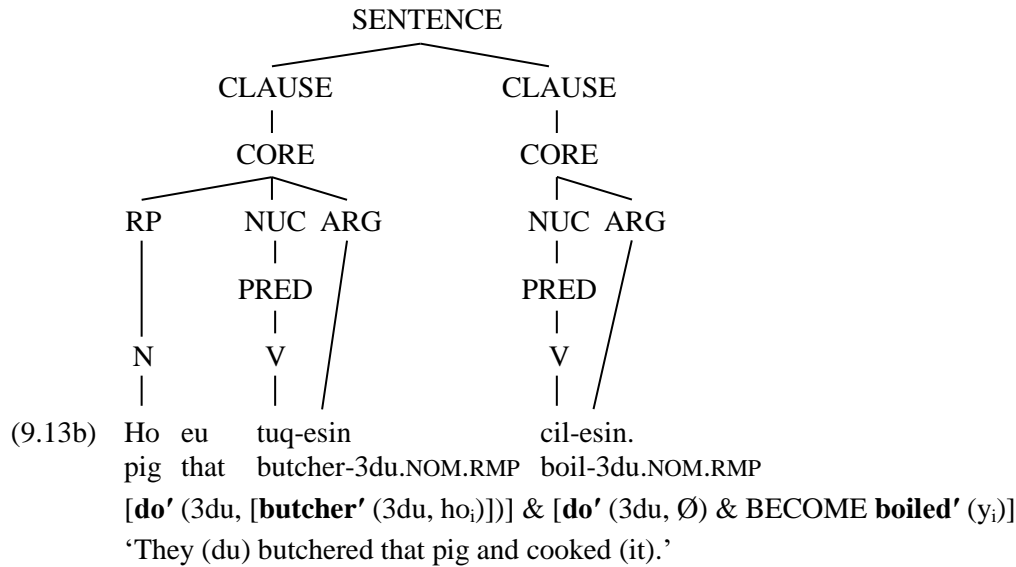 SENTENCE
CLAUSE CLAUSE
CORE CORE
RP NUC ARG NUC ARG
PRED PRED
N V V
(9.13b) Ho eu tuq-esin cil-esin.
pig that butcher-3du.NOM.RMP boil-3du.NOM.RMP
[do′ (3du, [butcher′ (3du, hoᵢ)])] & [do′ (3du, Ø) & BECOME boiled′ (yᵢ)]
‘They (du) butchered that pig and cooked (it).’